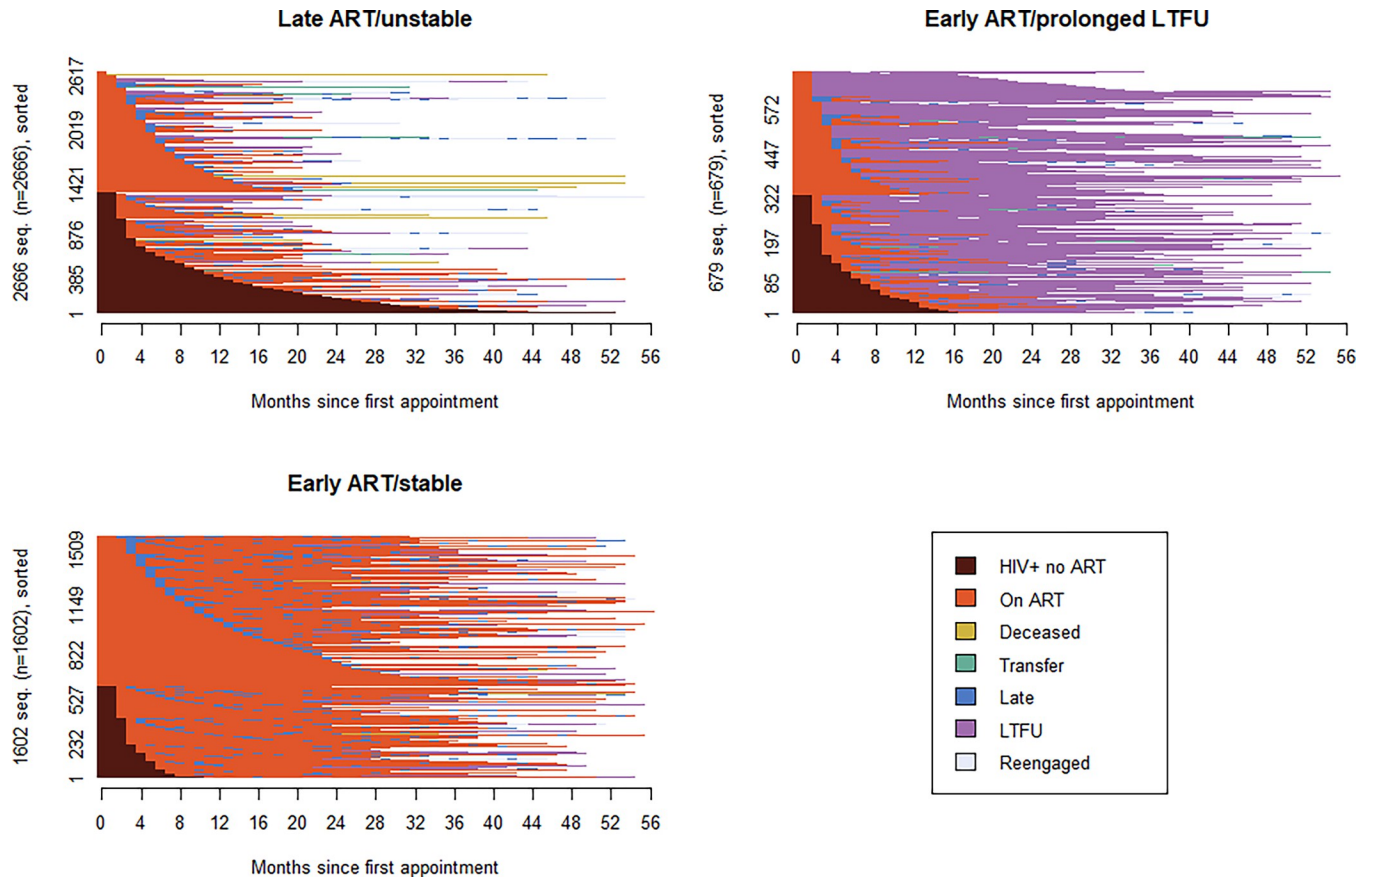 Late ART/unstable
2666 seq. (n=2666), sorted
1 385 876 1421 2019 2617
0 4 8 12 16 20 24 28 32 36 40 44 48 52 56
Months since first appointment
Early ART/prolonged LTFU
679 seq. (n=679), sorted
1 85 197 322 447 572
0 4 8 12 16 20 24 28 32 36 40 44 48 52 56
Months since first appointment
Early ART/stable
1602 seq. (n=1602), sorted
1 232 527 822 1149 1509
0 4 8 12 16 20 24 28 32 36 40 44 48 52 56
Months since first appointment
HIV+ no ART
On ART
Deceased
Transfer
Late
LTFU
Reengaged